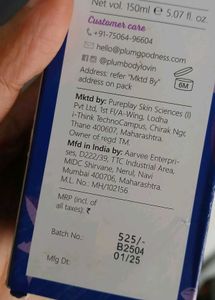 Net vol. 150ml ℮ 5.07 fl. oz.
Customer care
+91-75064-96604
hello@plumgoodness.com
@plumbodylovin
Address: refer "Mktd By"
address on pack
6M
Mktd by: Pureplay Skin Sciences (I)
Pvt Ltd, 1st Fl/A-Wing, Lodha
i-Think TechnoCampus, Chirak Ngr,
Thane 400607, Maharashtra.
Owner of regd TM.
Mfd in India by: Aarvee Enterpri-
ses, D222/39, TTC Industrial Area,
MIDC Shirvane, Nerul, Navi
Mumbai 400706, Maharashtra.
M.L. No.: MH/102156
MRP (incl of
all taxes): ₹ 525/-
Batch No.: B2504
Mfg Dt: 01/25